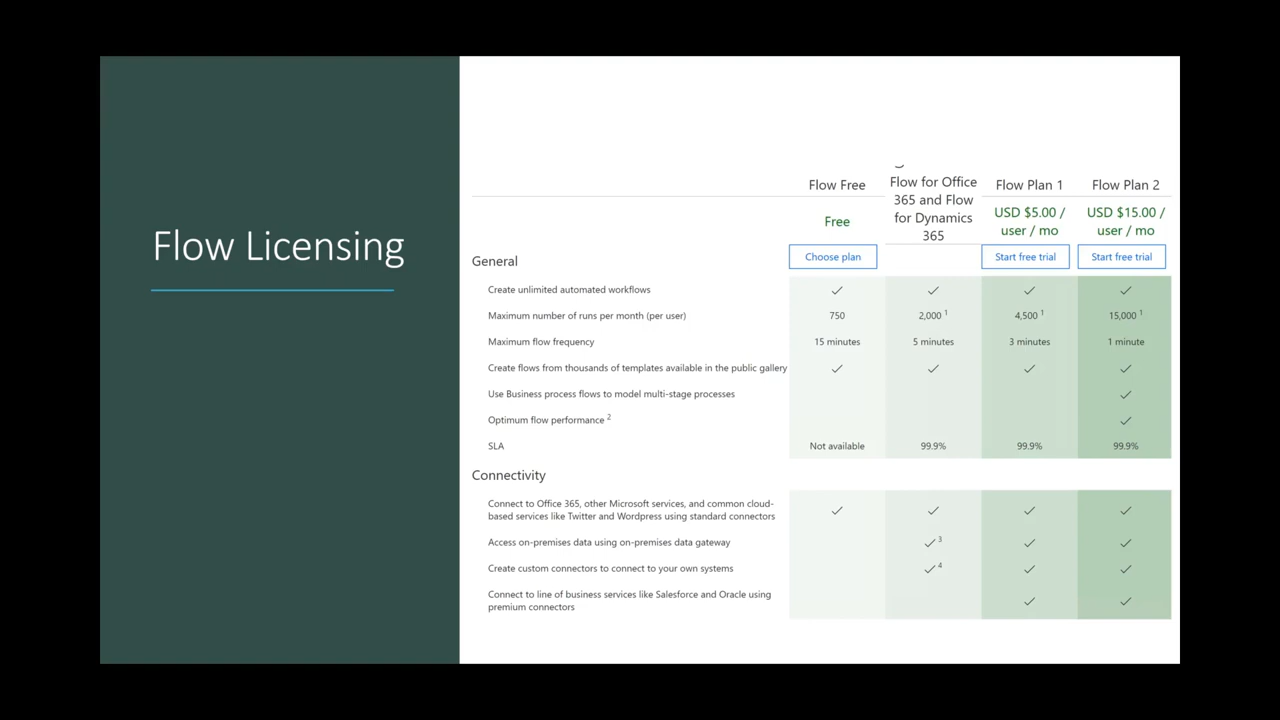 Flow Licensing
Flow Free
Flow for Office
365 and Flow
for Dynamics
365
Flow Plan 1
Flow Plan 2
Free
USD $5.00 /
user / mo
USD $15.00 /
user / mo
General
Choose plan
Start free trial
Start free trial
Create unlimited automated workflows ✓ ✓ ✓ ✓
Maximum number of runs per month (per user) 750 2,000 1 4,500 1 15,000 1
Maximum flow frequency 15 minutes 5 minutes 3 minutes 1 minute
Create flows from thousands of templates available in the public gallery ✓ ✓ ✓ ✓
Use Business process flows to model multi-stage processes ✓
Optimum flow performance 2 ✓
SLA Not available 99.9% 99.9% 99.9%
Connectivity
Connect to Office 365, other Microsoft services, and common cloud-
based services like Twitter and Wordpress using standard connectors ✓ ✓ ✓ ✓
Access on-premises data using on-premises data gateway ✓ 3 ✓ ✓
Create custom connectors to connect to your own systems ✓ 4 ✓ ✓
Connect to line of business services like Salesforce and Oracle using
premium connectors ✓ ✓